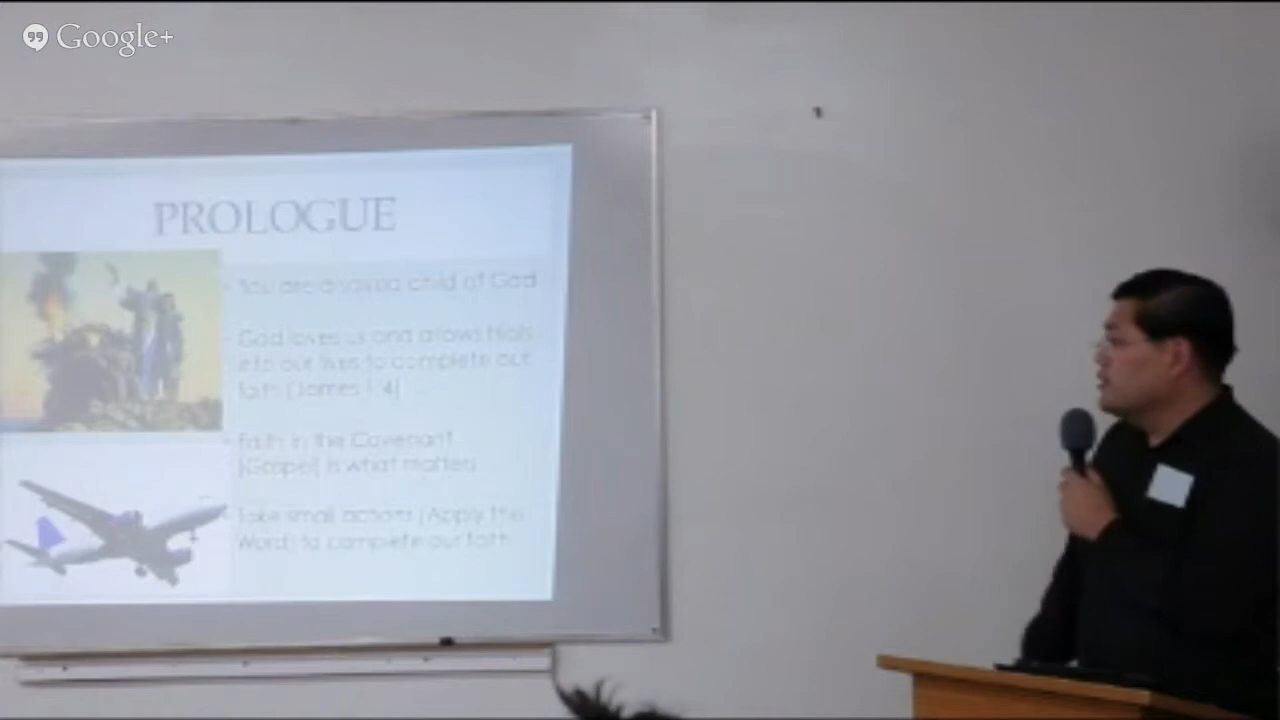 Google+
PROLOGUE
You are a saved child of God
God loves us and allows trials
into our lives to complete our
faith (James 1:4)
Faith in the Covenant
(Gospel) is what matters
Take small actions (Apply this
Word) to complete our faith